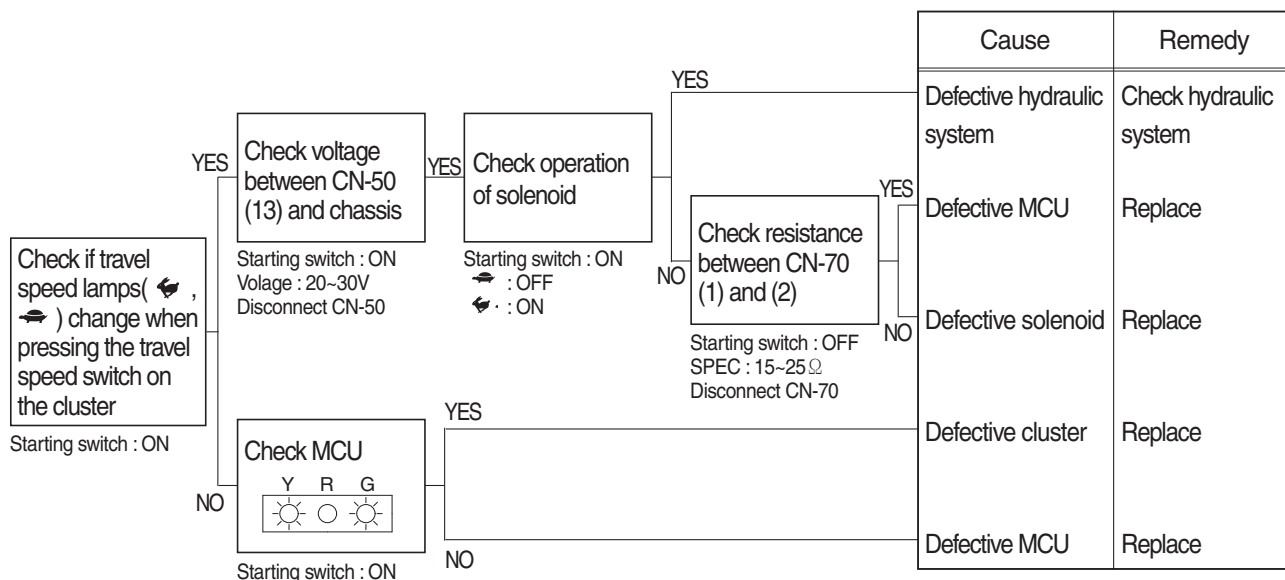 Check if travel
speed lamps( ,
) change when
pressing the travel
speed switch on
the cluster
Starting switch : ON
YES
Check voltage
between CN-50
(13) and chassis
Starting switch : ON
Volage : 20~30V
Disconnect CN-50
YES
Check operation
of solenoid
Starting switch : ON
: OFF
· : ON
YES
NO
Check resistance
between CN-70
(1) and (2)
Starting switch : OFF
SPEC : 15~25Ω
Disconnect CN-70
YES
NO
NO
Check MCU
Y R G
Starting switch : ON
YES
NO
Cause Remedy
Defective hydraulic Check hydraulic
system system
Defective MCU Replace
Defective solenoid Replace
Defective cluster Replace
Defective MCU Replace